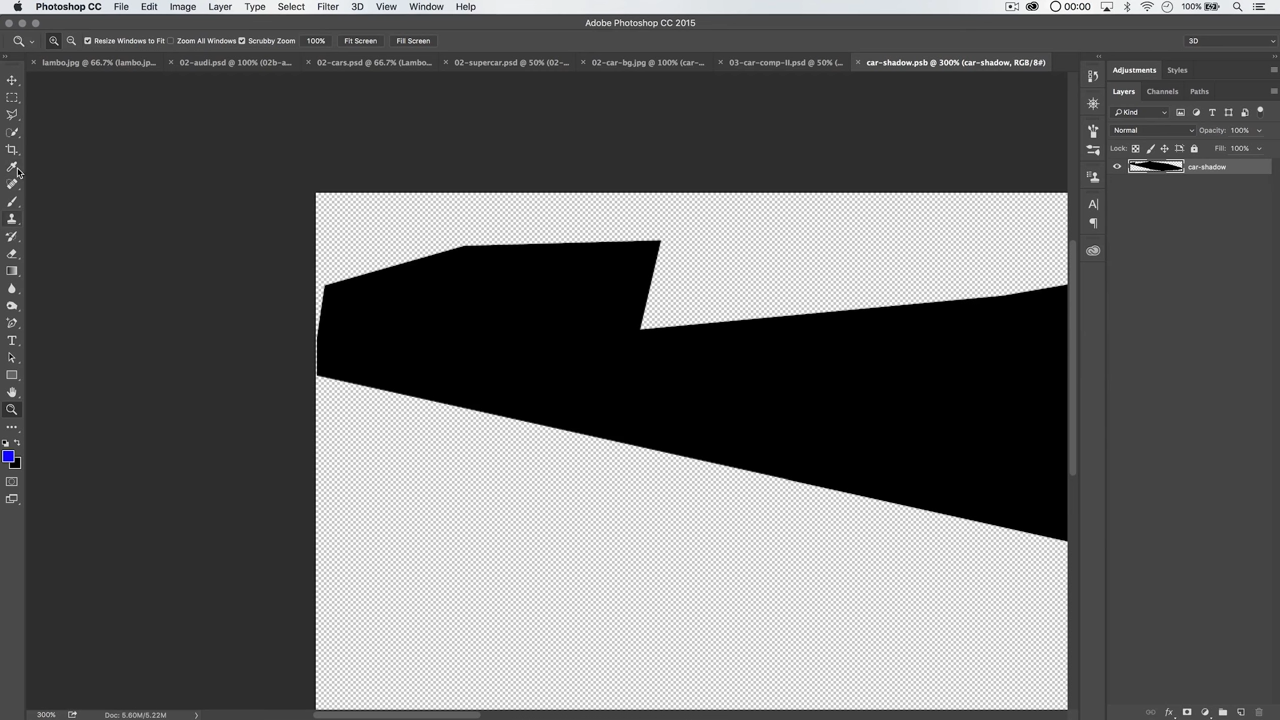 Photoshop CC File Edit Image Layer Type Select Filter 3D View Window Help 00:00 100%
Adobe Photoshop CC 2015
Resize Windows to Fit Zoom All Windows Scrubby Zoom 100% Fit Screen Fill Screen 3D
lambo.jpg @ 66.7% (lambo.jp... 02-audi.psd @ 100% (02b-a... 02-cars.psd @ 66.7% (Lambo... 02-supercar.psd @ 50% (02-... 02-car-bg.jpg @ 100% (car-... 03-car-comp-II.psd @ 50% (... car-shadow.psb @ 300% (car-shadow, RGB/8#)
Adjustments Styles
Layers Channels Paths
Kind
Normal Opacity: 100%
Lock: Fill: 100%
car-shadow
300% Doc: 5.60M/5.22M